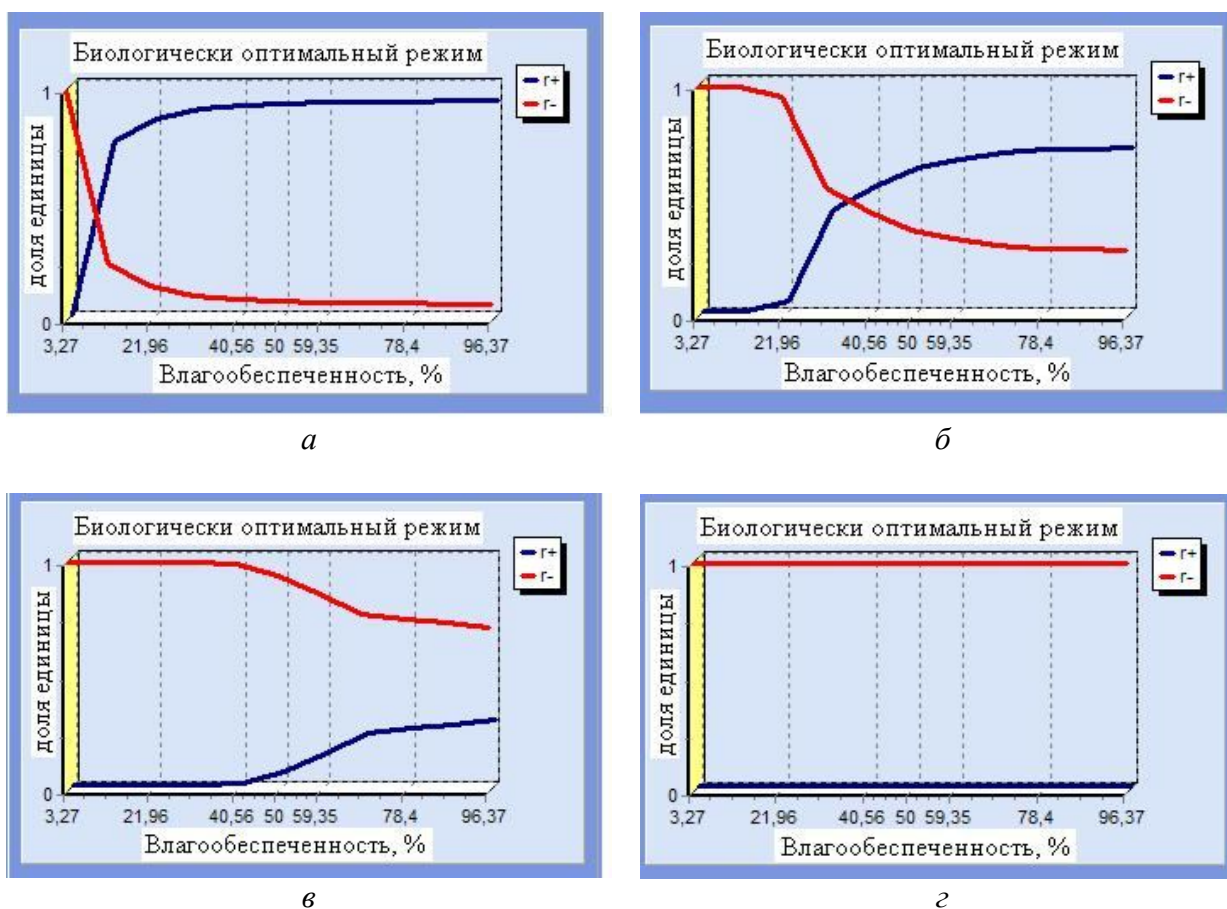 Биологически оптимальный режим
r+
r-
доля единицы
1
0
3,27 21,96 40,56 50 59,35 78,4 96,37
Влагообеспеченность, %
а
Биологически оптимальный режим
r+
r-
доля единицы
1
0
3,27 21,96 40,56 50 59,35 78,4 96,37
Влагообеспеченность, %
б
Биологически оптимальный режим
r+
r-
доля единицы
1
0
3,27 21,96 40,56 50 59,35 78,4 96,37
Влагообеспеченность, %
в
Биологически оптимальный режим
r+
r-
доля единицы
1
0
3,27 21,96 40,56 50 59,35 78,4 96,37
Влагообеспеченность, %
г